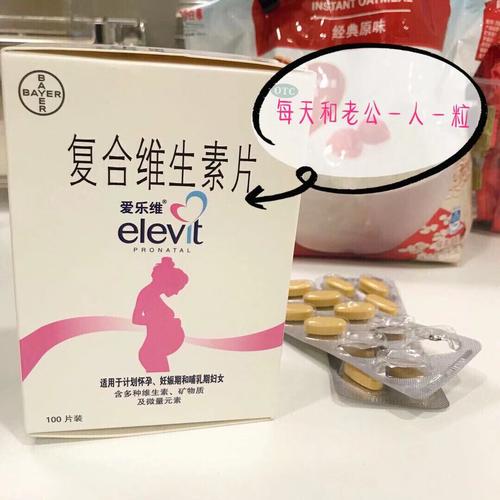 INSTANT OATMEAL
经典原味
OTC
每天和老公一人一粒
BAYER
BAYER
复合维生素片
爱乐维®
elevit
PRONATAL
适用于计划怀孕、妊娠期和哺乳期妇女
含多种维生素、矿物质
及微量元素
100 片装